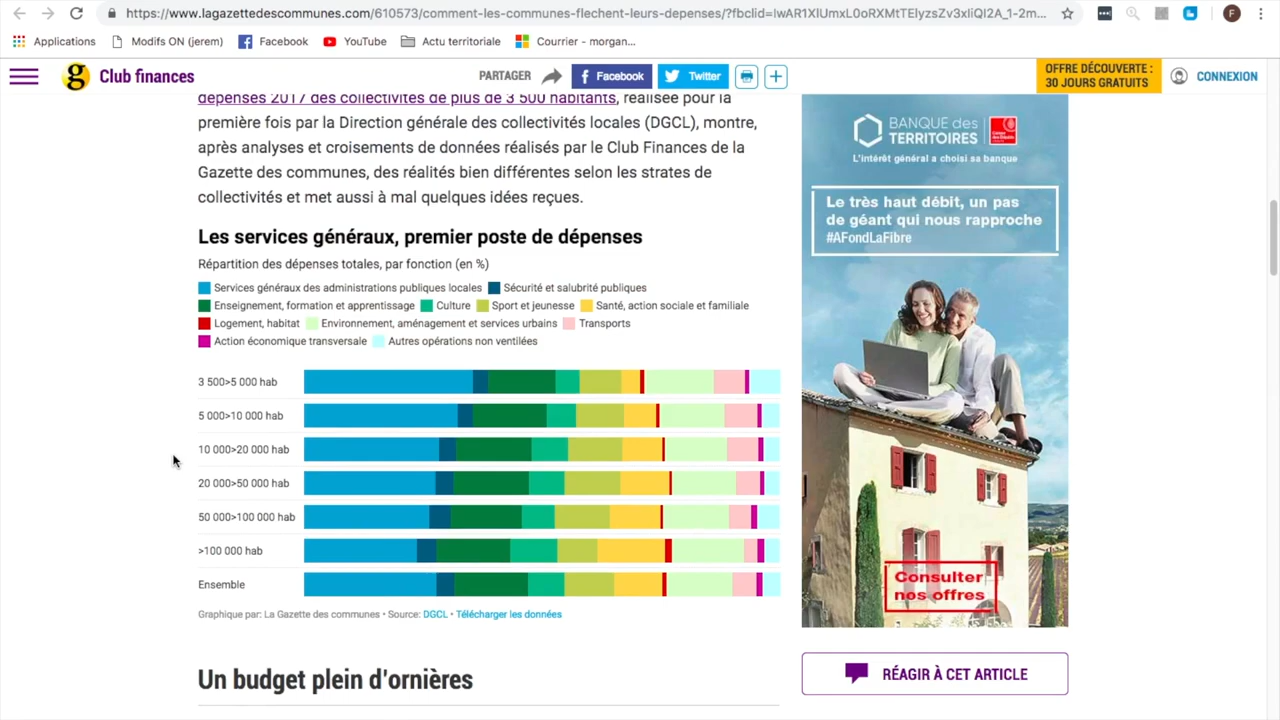 https://www.lagazettedescommunes.com/610573/comment-les-communes-flechent-leurs-depenses/?fbclid=IwAR1XlUmxL0oRXMtTElyzsZv3xliQI2A_1-2m...
Applications
Modifs ON (jerem)
Facebook
YouTube
Actu territoriale
Courrier - morgan...
F
g Club finances
PARTAGER
Facebook
Twitter
OFFRE DÉCOUVERTE :
30 JOURS GRATUITS
CONNEXION
dépenses 2017 des collectivités de plus de 3 500 habitants, réalisée pour la
première fois par la Direction générale des collectivités locales (DGCL), montre,
après analyses et croisements de données réalisés par le Club Finances de la
Gazette des communes, des réalités bien différentes selon les strates de
collectivités et met aussi à mal quelques idées reçues.
Les services généraux, premier poste de dépenses
Répartition des dépenses totales, par fonction (en %)
Services généraux des administrations publiques locales Sécurité et salubrité publiques
Enseignement, formation et apprentissage Culture Sport et jeunesse Santé, action sociale et familiale
Logement, habitat Environnement, aménagement et services urbains Transports
Action économique transversale Autres opérations non ventilées
3 500>5 000 hab
5 000>10 000 hab
10 000>20 000 hab
20 000>50 000 hab
50 000>100 000 hab
>100 000 hab
Ensemble
Graphique par: La Gazette des communes • Source: DGCL • Télécharger les données
Un budget plein d'ornières
BANQUE des
TERRITOIRES
L'intérêt général a choisi sa banque
Le très haut débit, un pas
de géant qui nous rapproche
#AFondLaFibre
Consulter
nos offres
RÉAGIR À CET ARTICLE